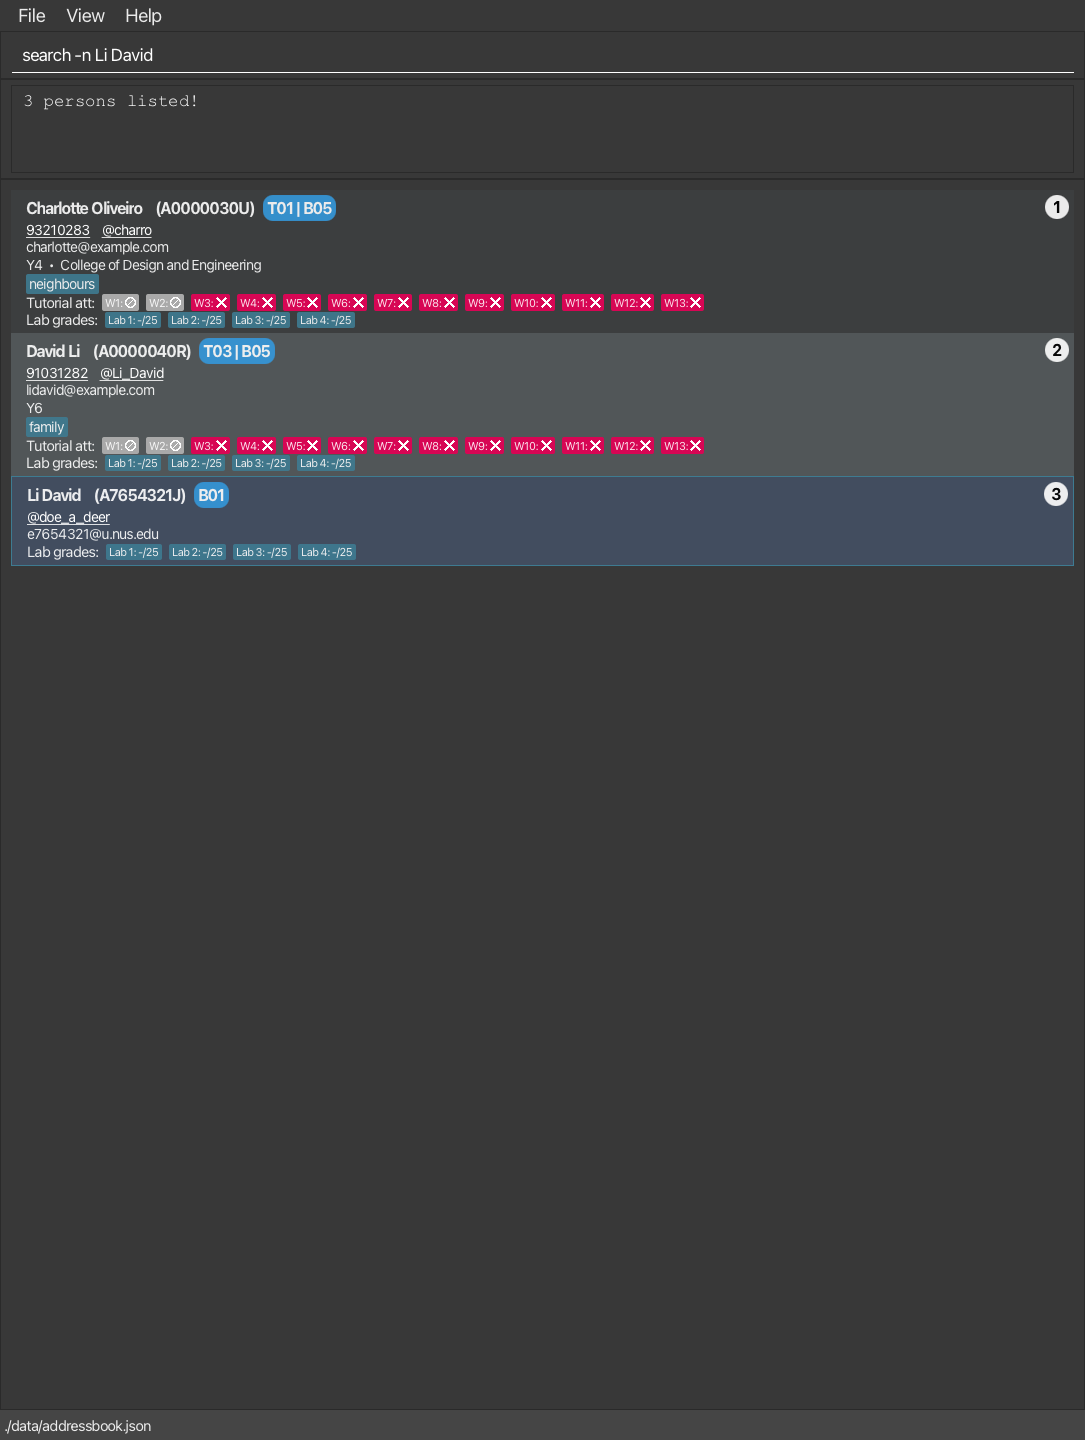 File View Help
search -n Li David
3 persons listed!
Charlotte Oliveiro (A0000030U) T01 | B05 1
93210283 @charro
charlotte@example.com
Y4 • College of Design and Engineering
neighbours
Tutorial att: W1: W2: W3: W4: W5: W6: W7: W8: W9: W10: W11: W12: W13:
Lab grades: Lab 1: -/25 Lab 2: -/25 Lab 3: -/25 Lab 4: -/25
David Li (A0000040R) T03 | B05 2
91031282 @Li_David
lidavid@example.com
Y6
family
Tutorial att: W1: W2: W3: W4: W5: W6: W7: W8: W9: W10: W11: W12: W13:
Lab grades: Lab 1: -/25 Lab 2: -/25 Lab 3: -/25 Lab 4: -/25
Li David (A7654321J) B01 3
@doe_a_deer
e7654321@u.nus.edu
Lab grades: Lab 1: -/25 Lab 2: -/25 Lab 3: -/25 Lab 4: -/25
./data/addressbook.json